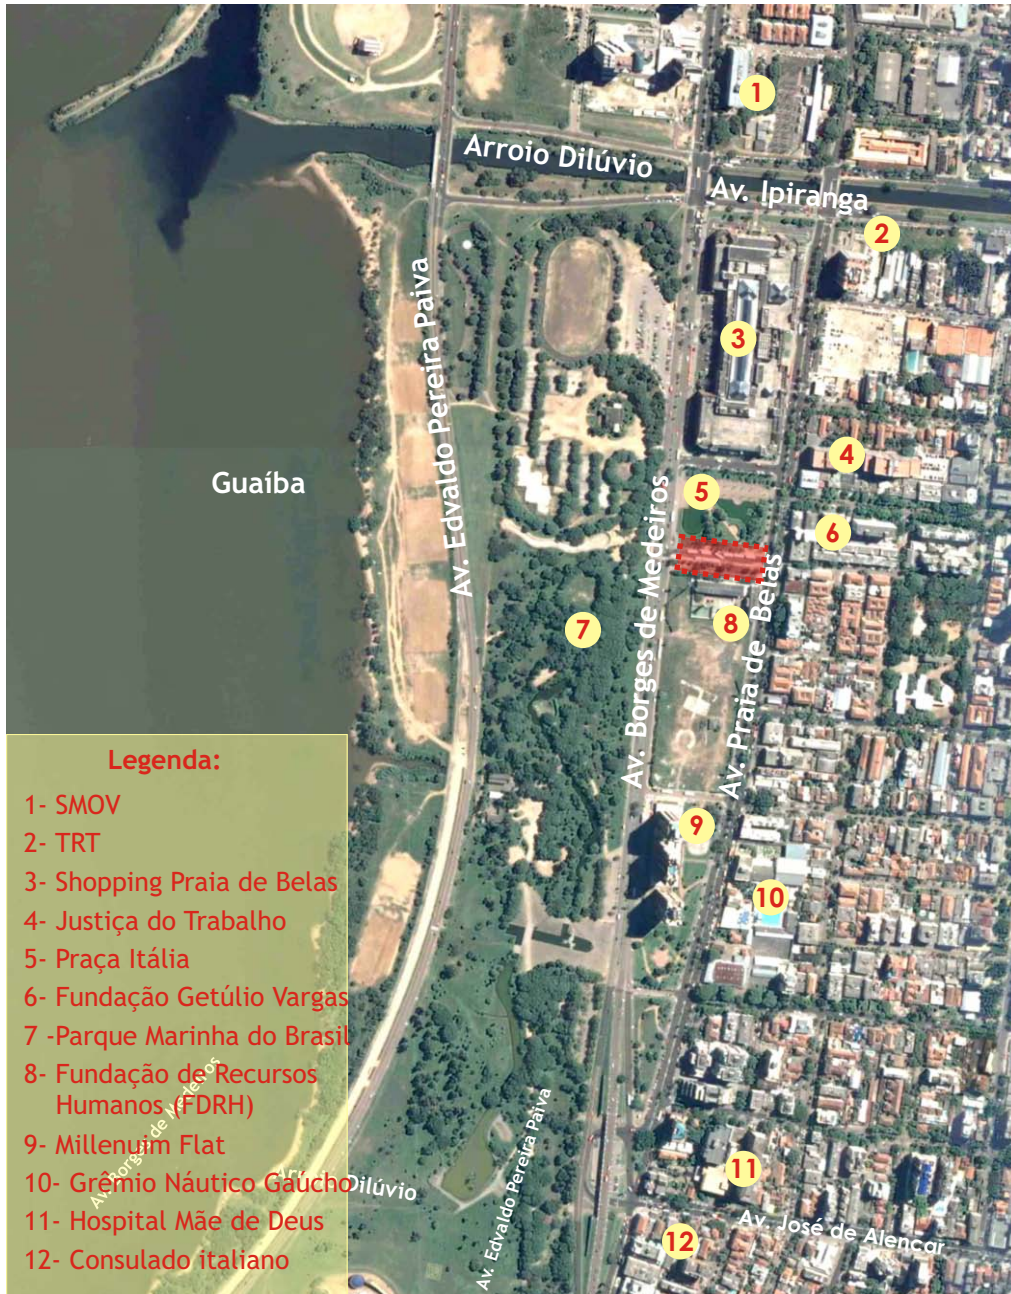 1
Arroio Dilúvio
Av. Ipiranga
2
Av. Edvaldo Pereira Paiva
3
4
Guaíba
5
6
Av. Borges de Medeiros
7
8
Av. Praia de Belas
Legenda:
1- SMOV
2- TRT
3- Shopping Praia de Belas
4- Justiça do Trabalho
5- Praça Itália
6- Fundação Getúlio Vargas
7 -Parque Marinha do Brasil
8- Fundação de Recursos
Humanos (FDRH)
9- Millenuim Flat
10- Grêmio Náutico Gaúcho
11- Hospital Mãe de Deus
12- Consulado italiano
9
10
Av. Borges de Medeiros
Arroio Dilúvio
Av. Edvaldo Pereira Paiva
11
Av. José de Alencar
12